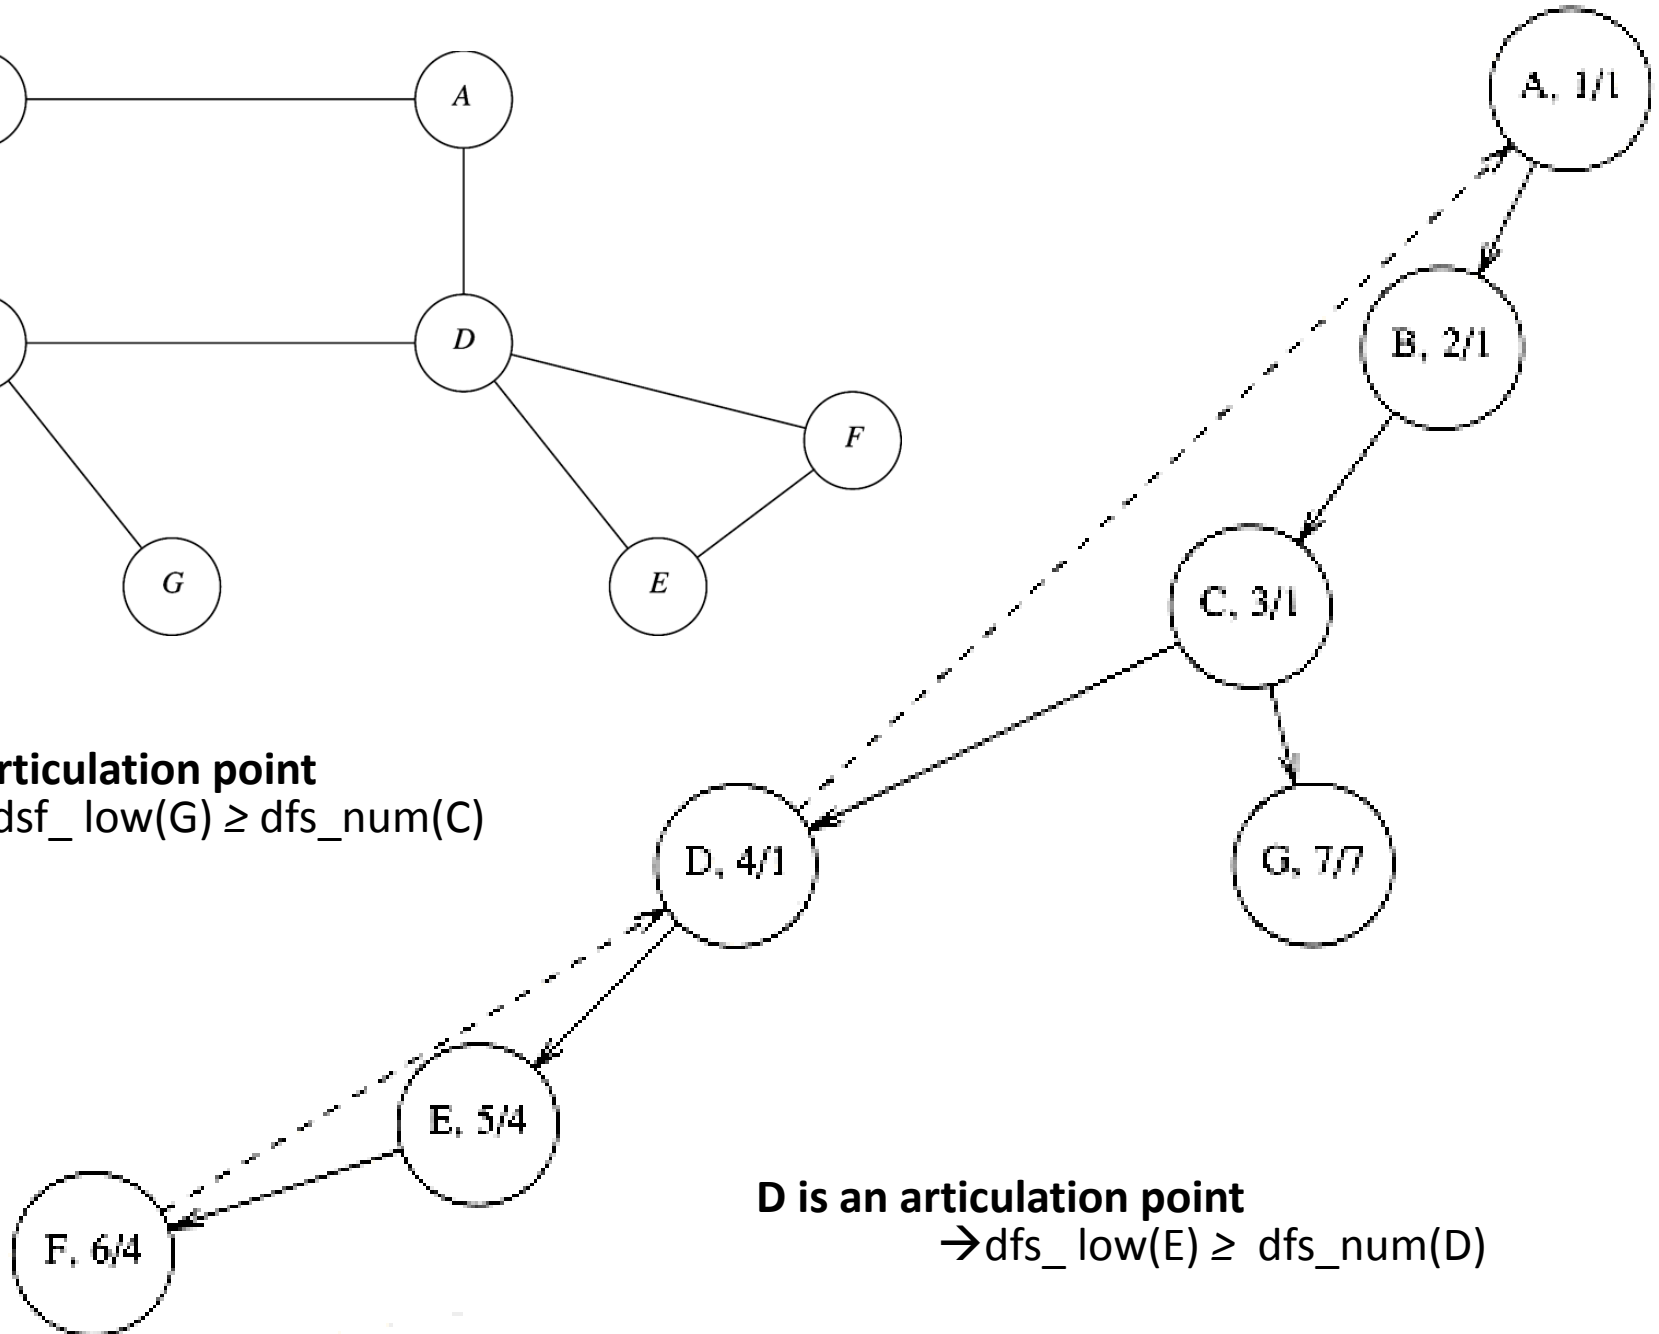 A
D
F
G
E
A, 1/1
B, 2/1
C, 3/1
D, 4/1
G, 7/7
E, 5/4
F, 6/4
rticulation point
dsf_ low(G) ≥ dfs_num(C)
D is an articulation point
→dfs_ low(E) ≥ dfs_num(D)